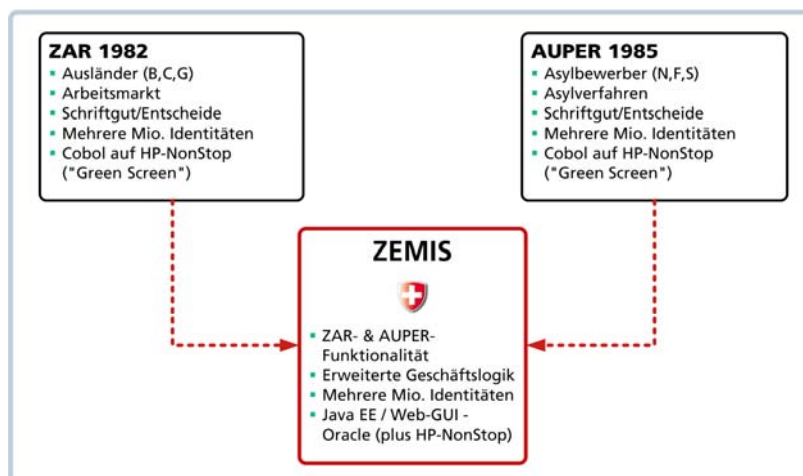 ZAR 1982
▪ Ausländer (B,C,G)
▪ Arbeitsmarkt
▪ Schriftgut/Entscheide
▪ Mehrere Mio. Identitäten
▪ Cobol auf HP-NonStop
("Green Screen")
AUPER 1985
▪ Asylbewerber (N,F,S)
▪ Asylverfahren
▪ Schriftgut/Entscheide
▪ Mehrere Mio. Identitäten
▪ Cobol auf HP-NonStop
("Green Screen")
ZEMIS
▪ ZAR- & AUPER-
Funktionalität
▪ Erweiterte Geschäftslogik
▪ Mehrere Mio. Identitäten
▪ Java EE / Web-GUI -
Oracle (plus HP-NonStop)